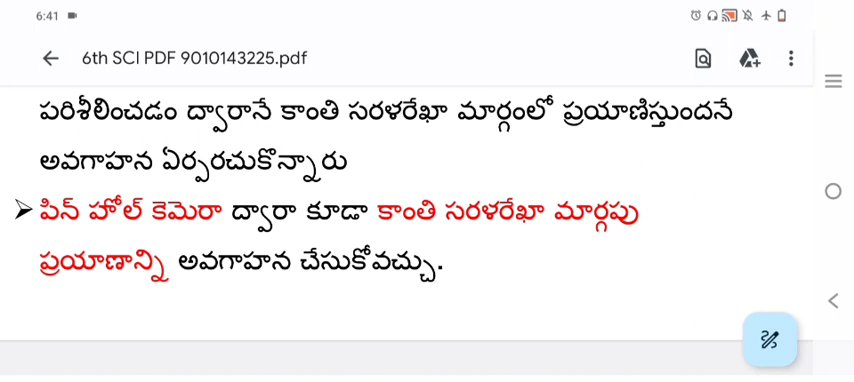 6:41
6th SCI PDF 9010143225.pdf
పరిశీలించడం ద్వారానే కాంతి సరళరేఖా మార్గంలో ప్రయాణిస్తుందనే
అవగాహన ఏర్పరచుకొన్నారు
➤ పిన్ హోల్ కెమెరా ద్వారా కూడా కాంతి సరళరేఖా మార్గపు
ప్రయాణాన్ని అవగాహన చేసుకోవచ్చు.